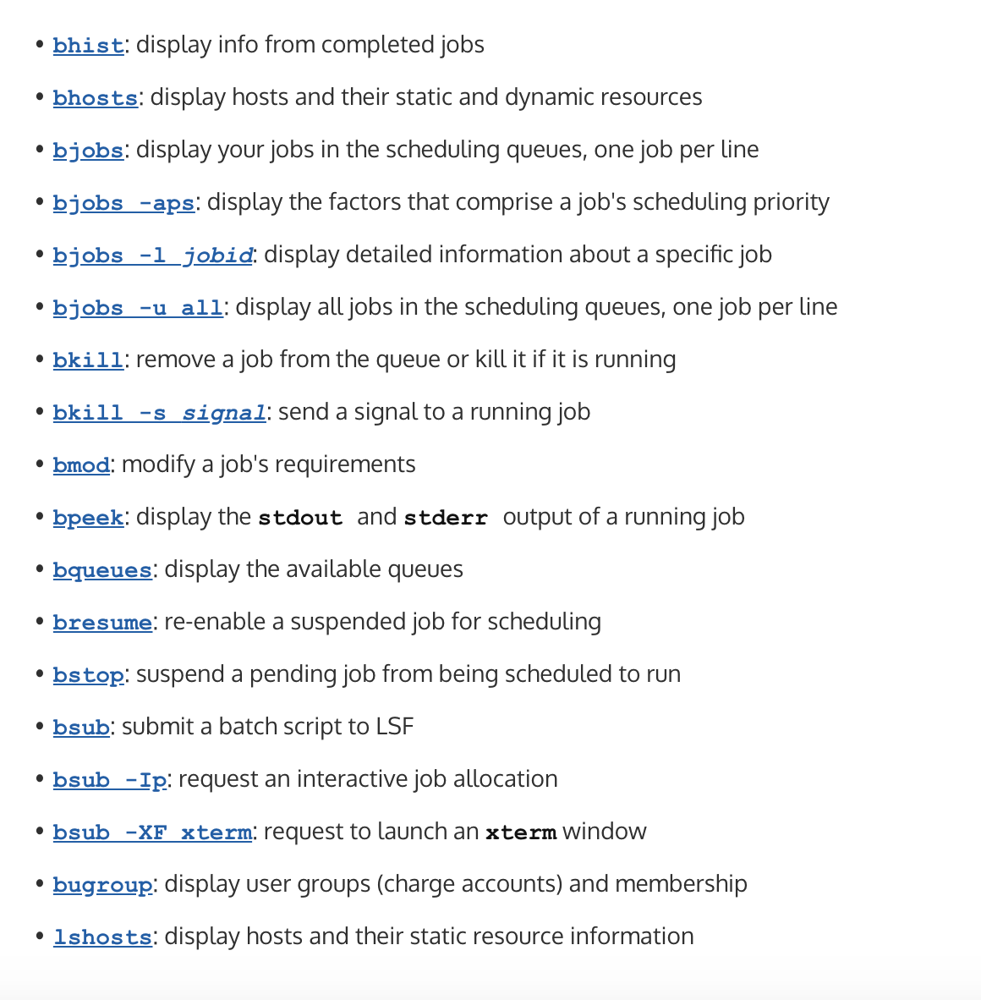 • bhist: display info from completed jobs
• bhosts: display hosts and their static and dynamic resources
• bjobs: display your jobs in the scheduling queues, one job per line
• bjobs -aps: display the factors that comprise a job's scheduling priority
• bjobs -l jobid: display detailed information about a specific job
• bjobs -u all: display all jobs in the scheduling queues, one job per line
• bkill: remove a job from the queue or kill it if it is running
• bkill -s signal: send a signal to a running job
• bmod: modify a job's requirements
• bpeek: display the stdout and stderr output of a running job
• bqueues: display the available queues
• bresume: re-enable a suspended job for scheduling
• bstop: suspend a pending job from being scheduled to run
• bsub: submit a batch script to LSF
• bsub -Ip: request an interactive job allocation
• bsub -XF xterm: request to launch an xterm window
• bugroup: display user groups (charge accounts) and membership
• lshosts: display hosts and their static resource information